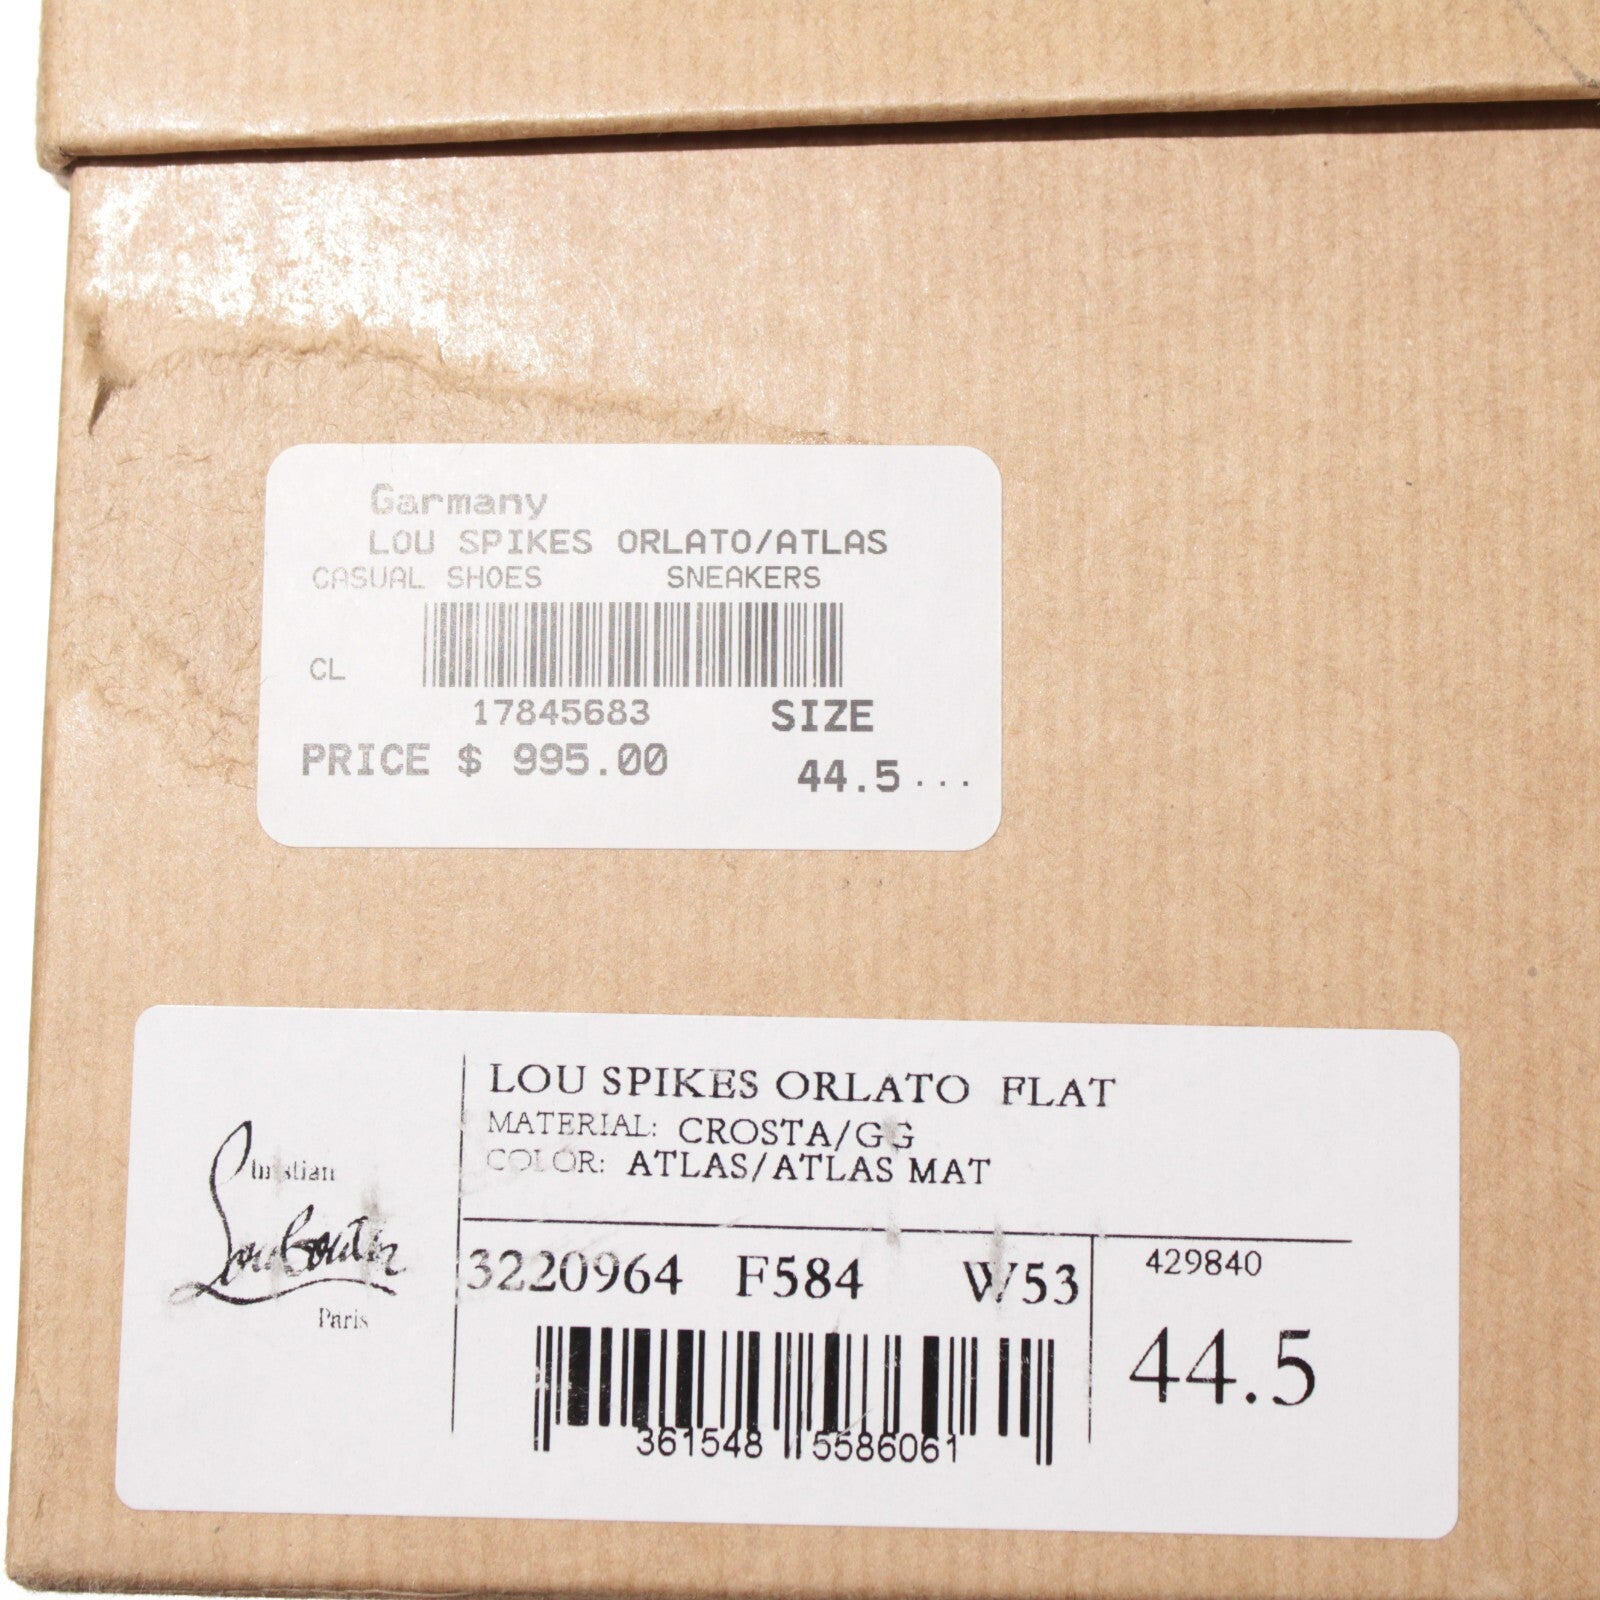 Garmany
LOU SPIKES ORLATO/ATLAS
CASUAL SHOES SNEAKERS
CL
17845683 SIZE
PRICE $ 995.00 44.5...
Christian
Louboutin
Paris
LOU SPIKES ORLATO FLAT
MATERIAL: CROSTA/GG
COLOR: ATLAS/ATLAS MAT
3220964 F584 W53 429840
44.5
361548 5586061